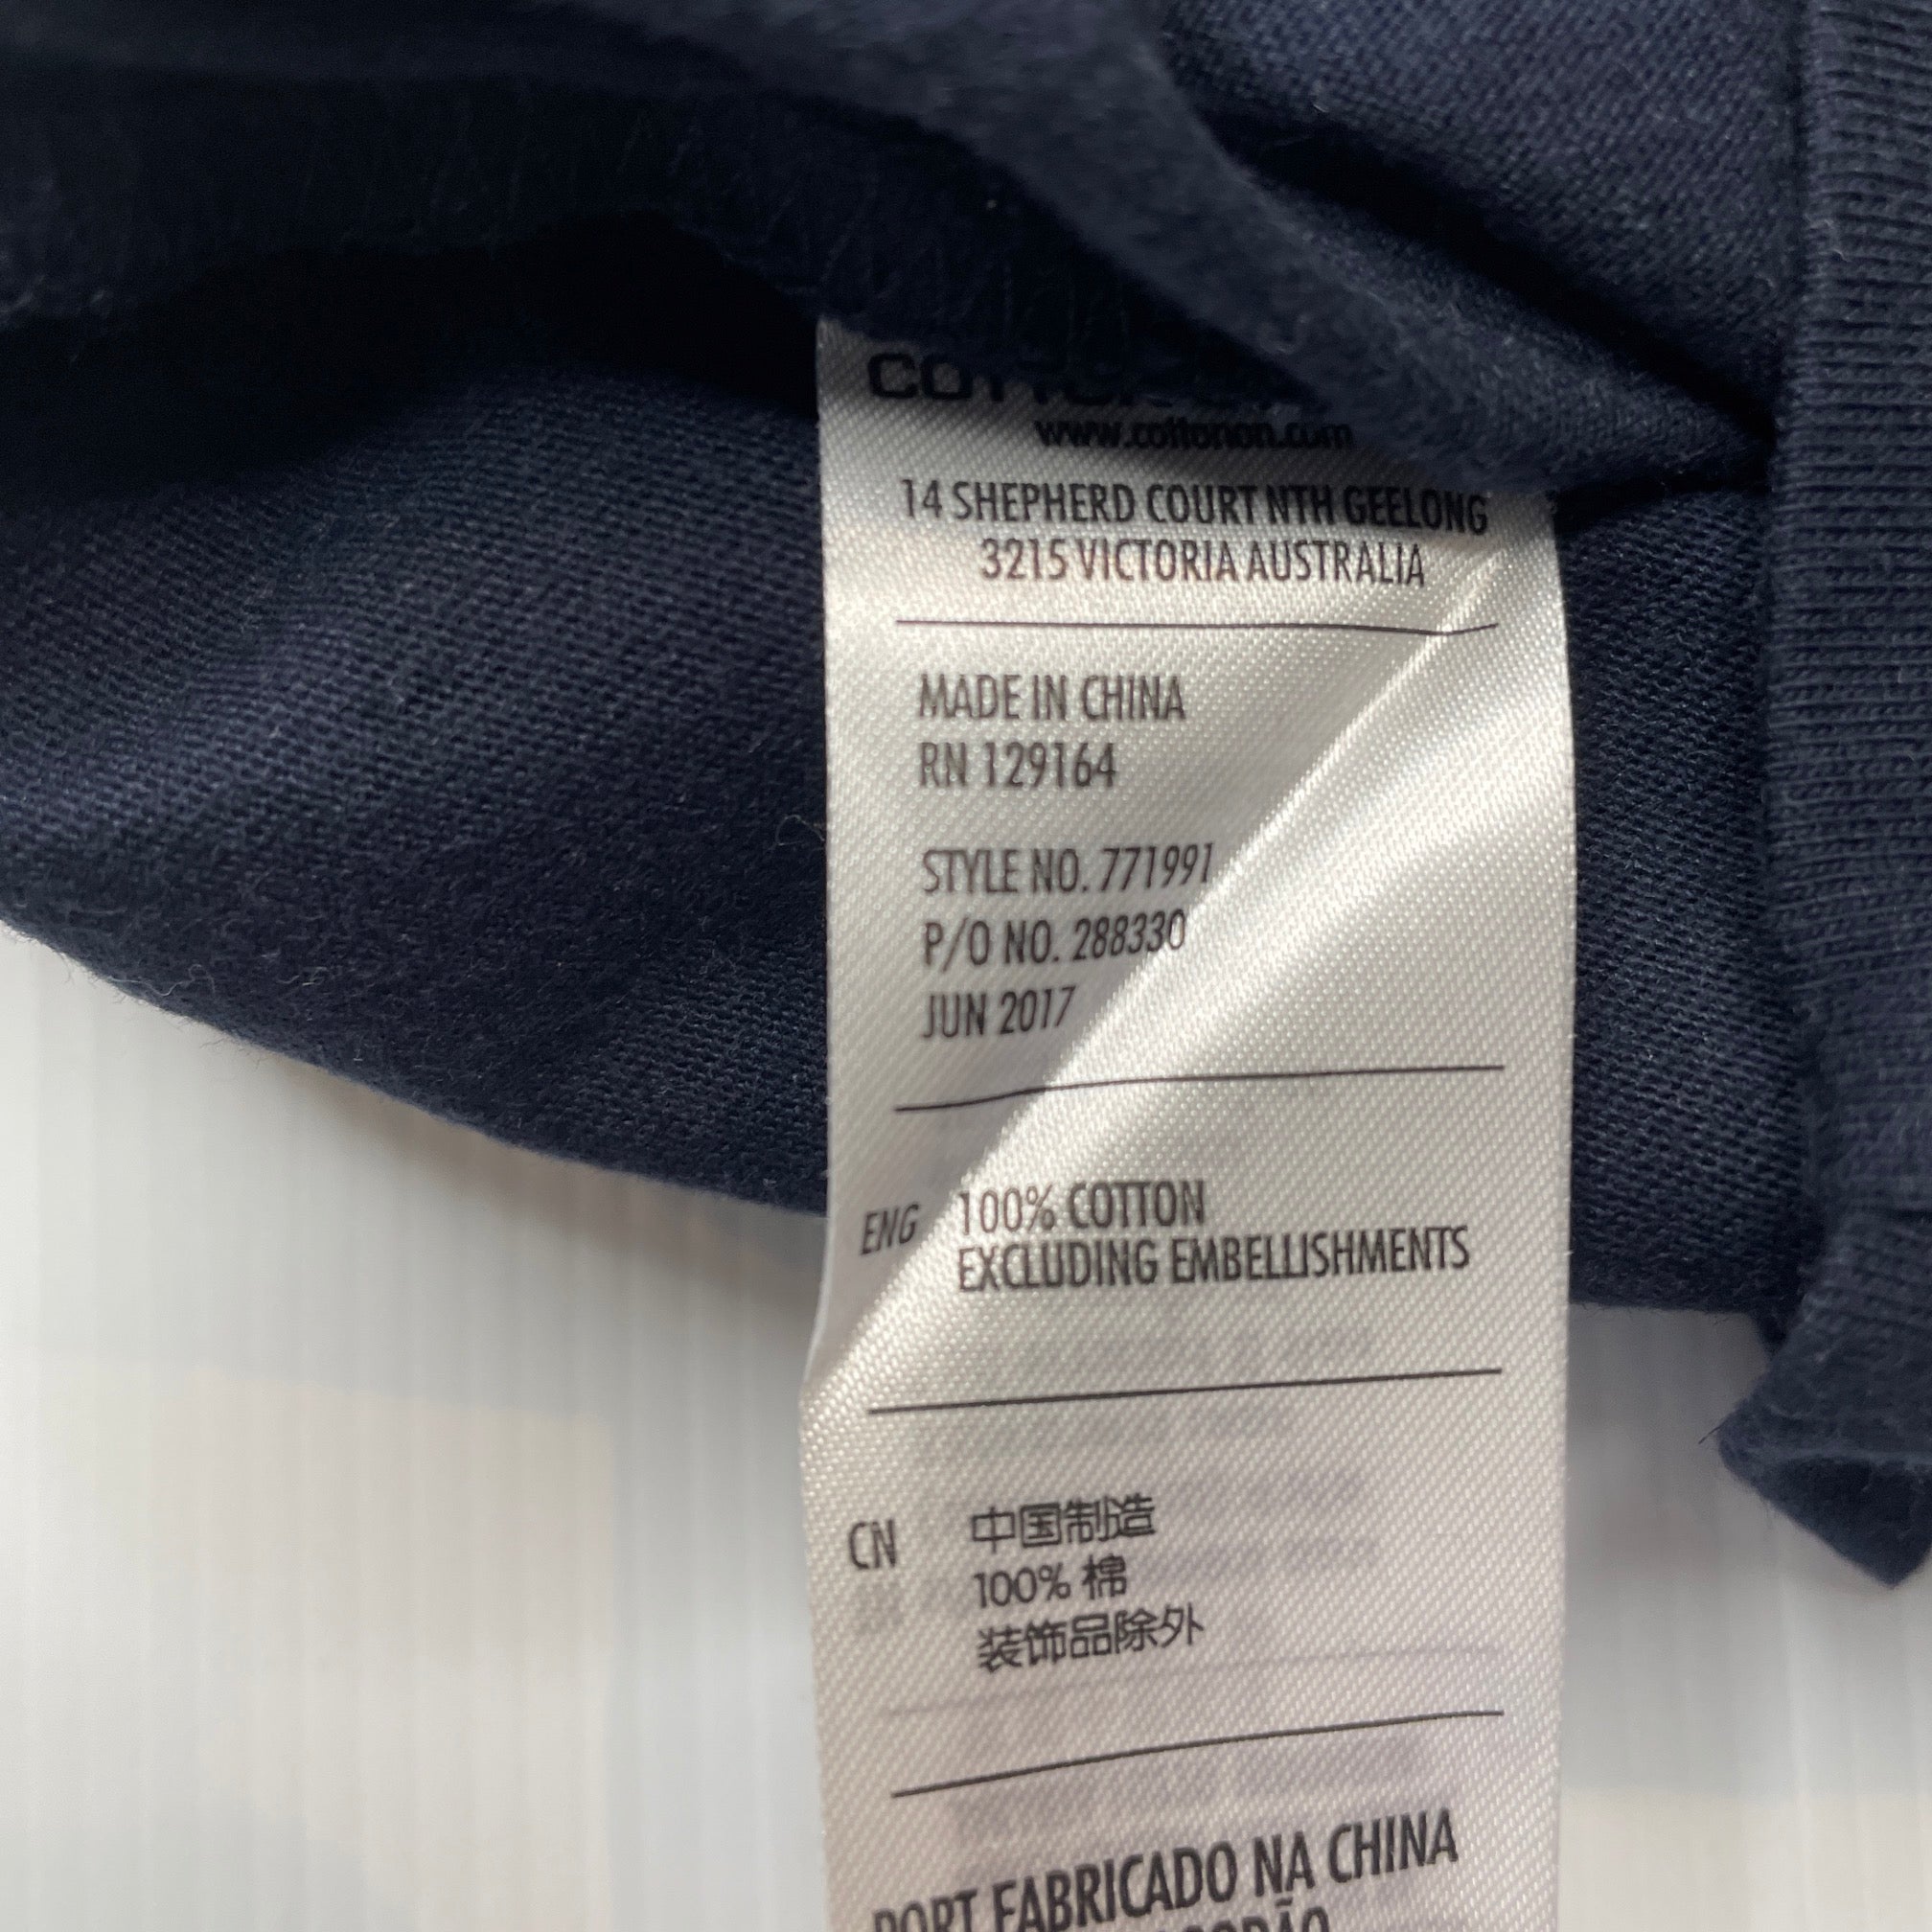 www.cottonon.com
14 SHEPHERD COURT NTH GEELONG
3215 VICTORIA AUSTRALIA
MADE IN CHINA
RN 129164
STYLE NO. 771991
P/O NO. 288330
JUN 2017
ENG 100% COTTON
EXCLUDING EMBELLISHMENTS
CN 中国制造
100% 棉
装饰品除外
PORT FABRICADO NA CHINA